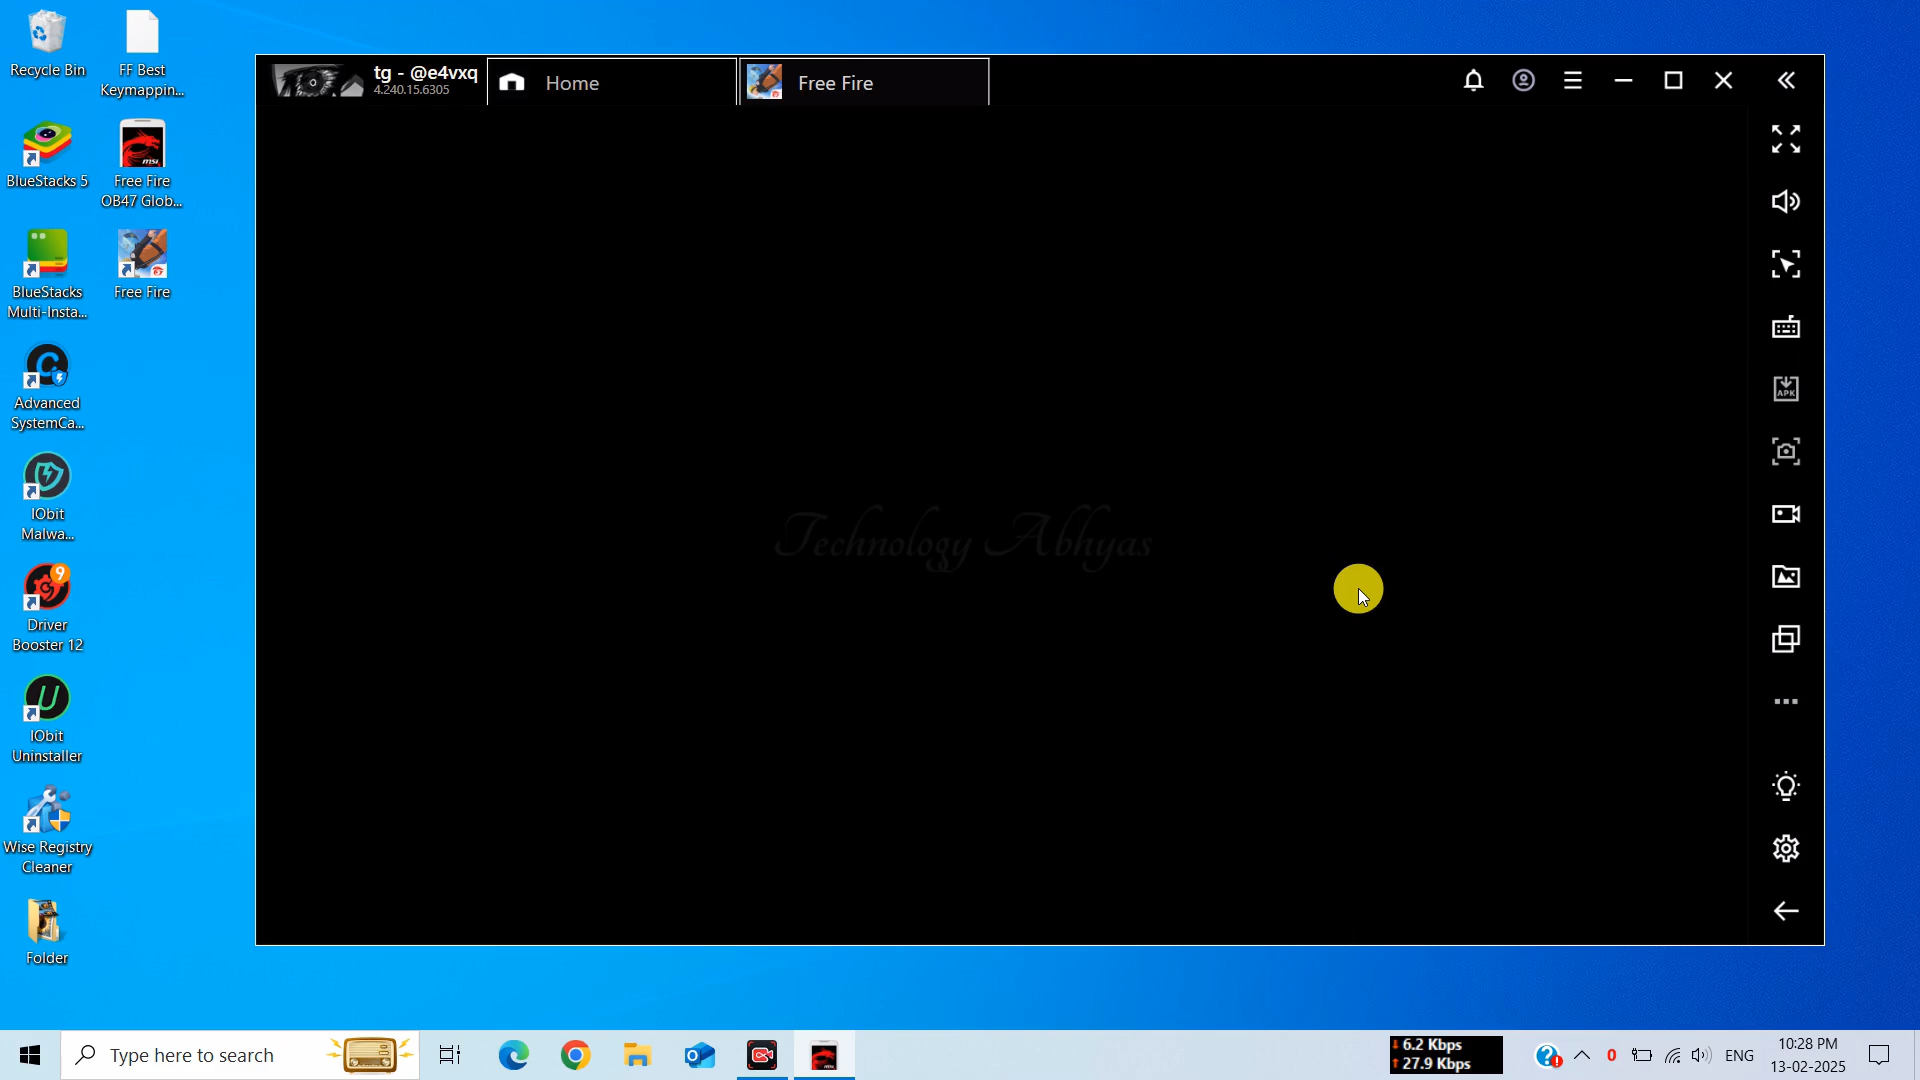 Recycle Bin
FF Best
Keymappin...
BlueStacks 5
msi
Free Fire
OB47 Glob...
BlueStacks
Multi-Insta...
Free Fire
Advanced
SystemCa...
IObit
Malwa...
9
Driver
Booster 12
IObit
Uninstaller
Wise Registry
Cleaner
Folder
tg - @e4vxq
4.240.15.6305
Home
Free Fire
APK
Technology Abhyas
Type here to search
6.2 Kbps
27.9 Kbps
0
ENG
10:28 PM
13-02-2025